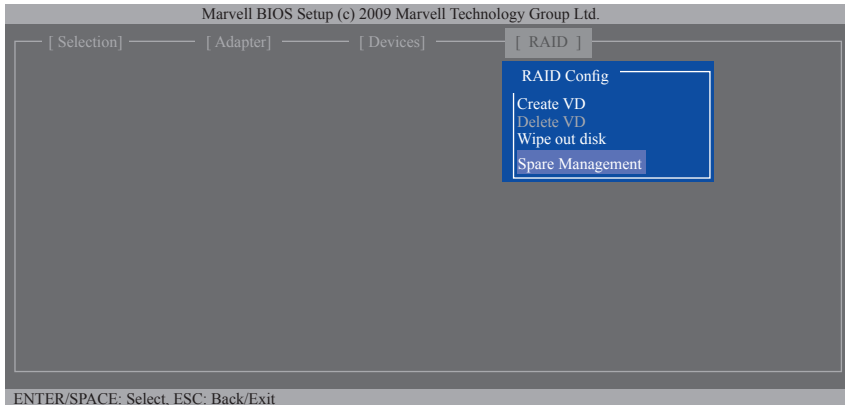 Marvell BIOS Setup (c) 2009 Marvell Technology Group Ltd.
[ Selection] [ Adapter] [ Devices] [ RAID ]
RAID Config
Create VD
Delete VD
Wipe out disk
Spare Management
ENTER/SPACE: Select, ESC: Back/Exit